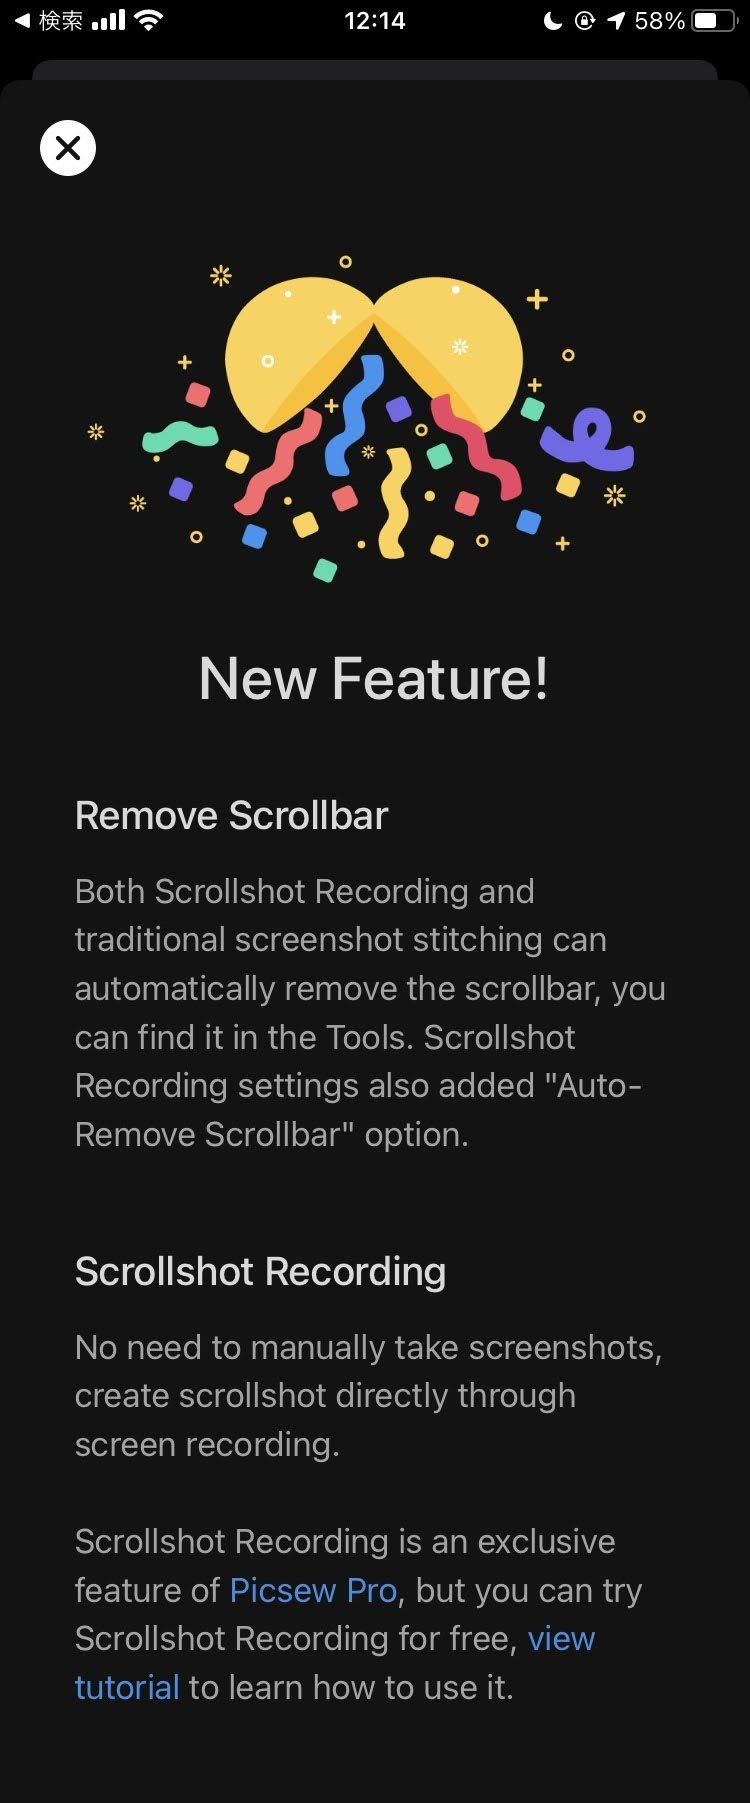 ◀ 検索 12:14 58%
New Feature!
Remove Scrollbar
Both Scrollshot Recording and
traditional screenshot stitching can
automatically remove the scrollbar, you
can find it in the Tools. Scrollshot
Recording settings also added "Auto-
Remove Scrollbar" option.
Scrollshot Recording
No need to manually take screenshots,
create scrollshot directly through
screen recording.
Scrollshot Recording is an exclusive
feature of Picsew Pro, but you can try
Scrollshot Recording for free, view
tutorial to learn how to use it.